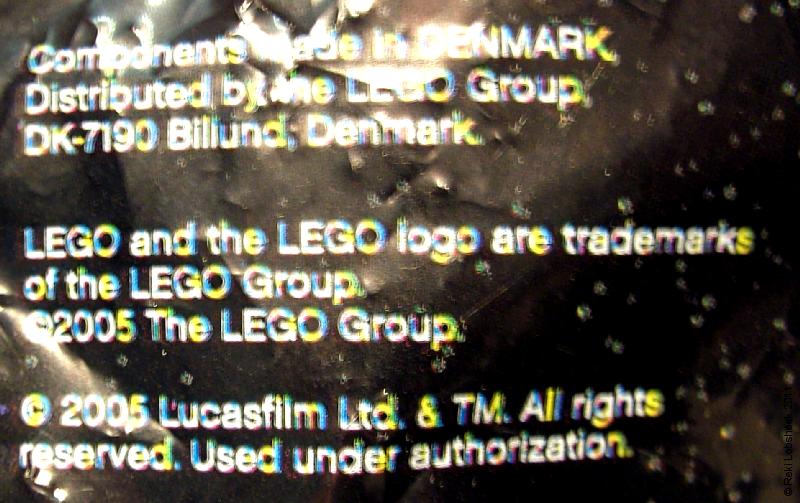 Components made in DENMARK,
Distributed by the LEGO Group,
DK-7190 Billund, Denmark.
LEGO and the LEGO logo are trademarks
of the LEGO Group.
©2005 The LEGO Group.
© 2005 Lucasfilm Ltd. & TM. All rights
reserved. Used under authorization.